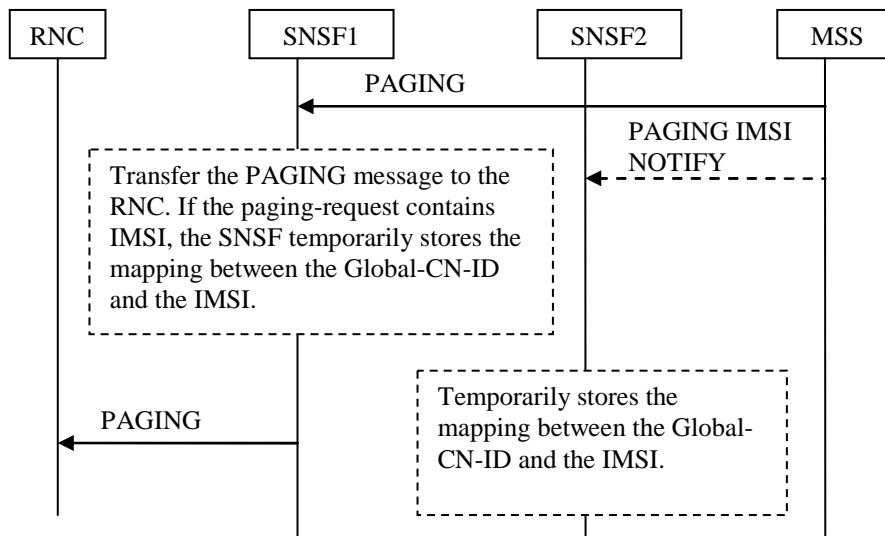 RNC
SNSF1
SNSF2
MSS
PAGING
PAGING IMSI
NOTIFY
Transfer the PAGING message to the
RNC. If the paging-request contains
IMSI, the SNSF temporarily stores the
mapping between the Global-CN-ID
and the IMSI.
Temporarily stores the
mapping between the Global-
CN-ID and the IMSI.
PAGING